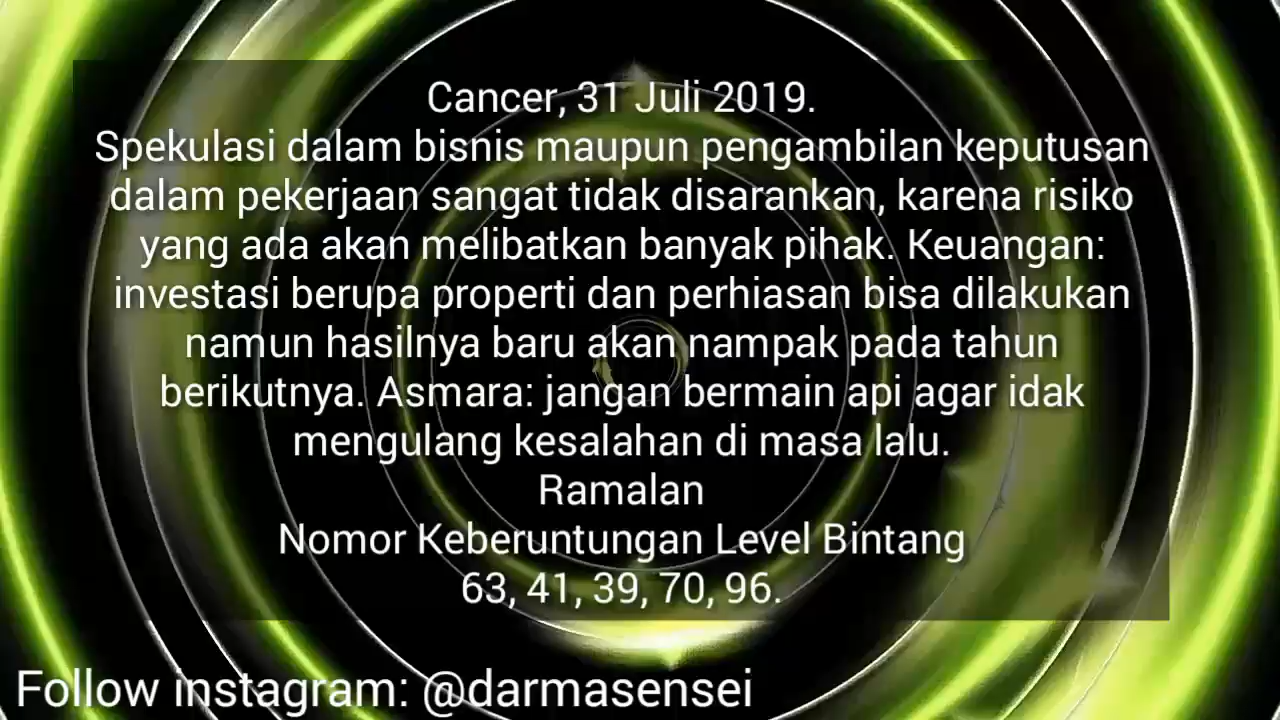 Cancer, 31 Juli 2019.
Spekulasi dalam bisnis maupun pengambilan keputusan
dalam pekerjaan sangat tidak disarankan, karena risiko
yang ada akan melibatkan banyak pihak. Keuangan:
investasi berupa properti dan perhiasan bisa dilakukan
namun hasilnya baru akan nampak pada tahun
berikutnya. Asmara: jangan bermain api agar idak
mengulang kesalahan di masa lalu.
Ramalan
Nomor Keberuntungan Level Bintang
63, 41, 39, 70, 96.
Follow instagram: @darmasensei